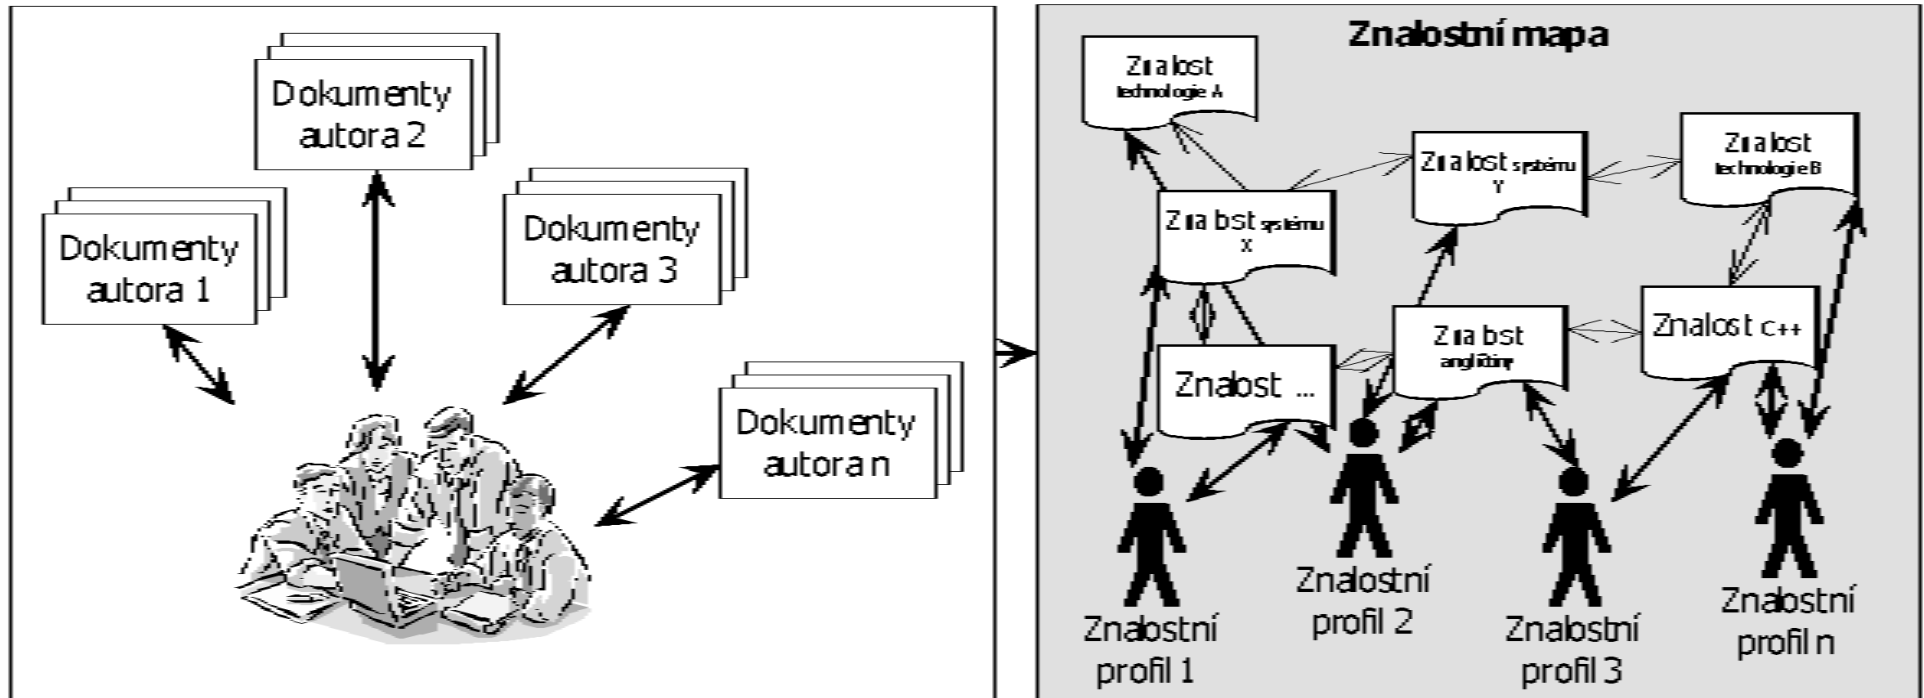 Dokumenty
autora 2
Dokumenty
autora 1
Dokumenty
autora 3
Dokumenty
autora n
Znalostní mapa
Znalost
technologie A
Znalost systému
Y
Znalost
technologie B
Znalost systému
X
Znalost
angličtiny
Znalost C++
Znalost ...
Znalostní
profil 1
Znalostní
profil 2
Znalostní
profil 3
Znalostní
profil n